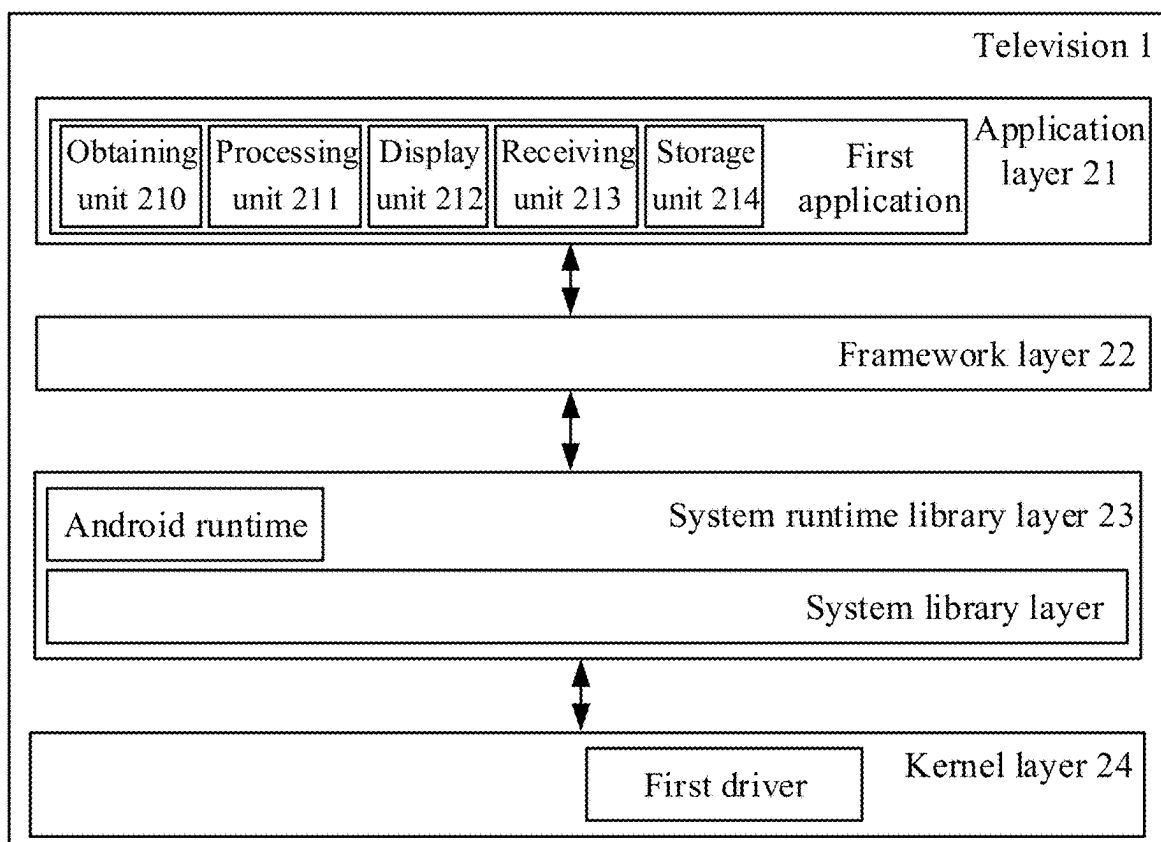 Television 1
Obtaining
unit 210
Processing
unit 211
Display
unit 212
Receiving
unit 213
Storage
unit 214
First
application
Application
layer 21
Framework layer 22
Android runtime
System runtime library layer 23
System library layer
First driver
Kernel layer 24